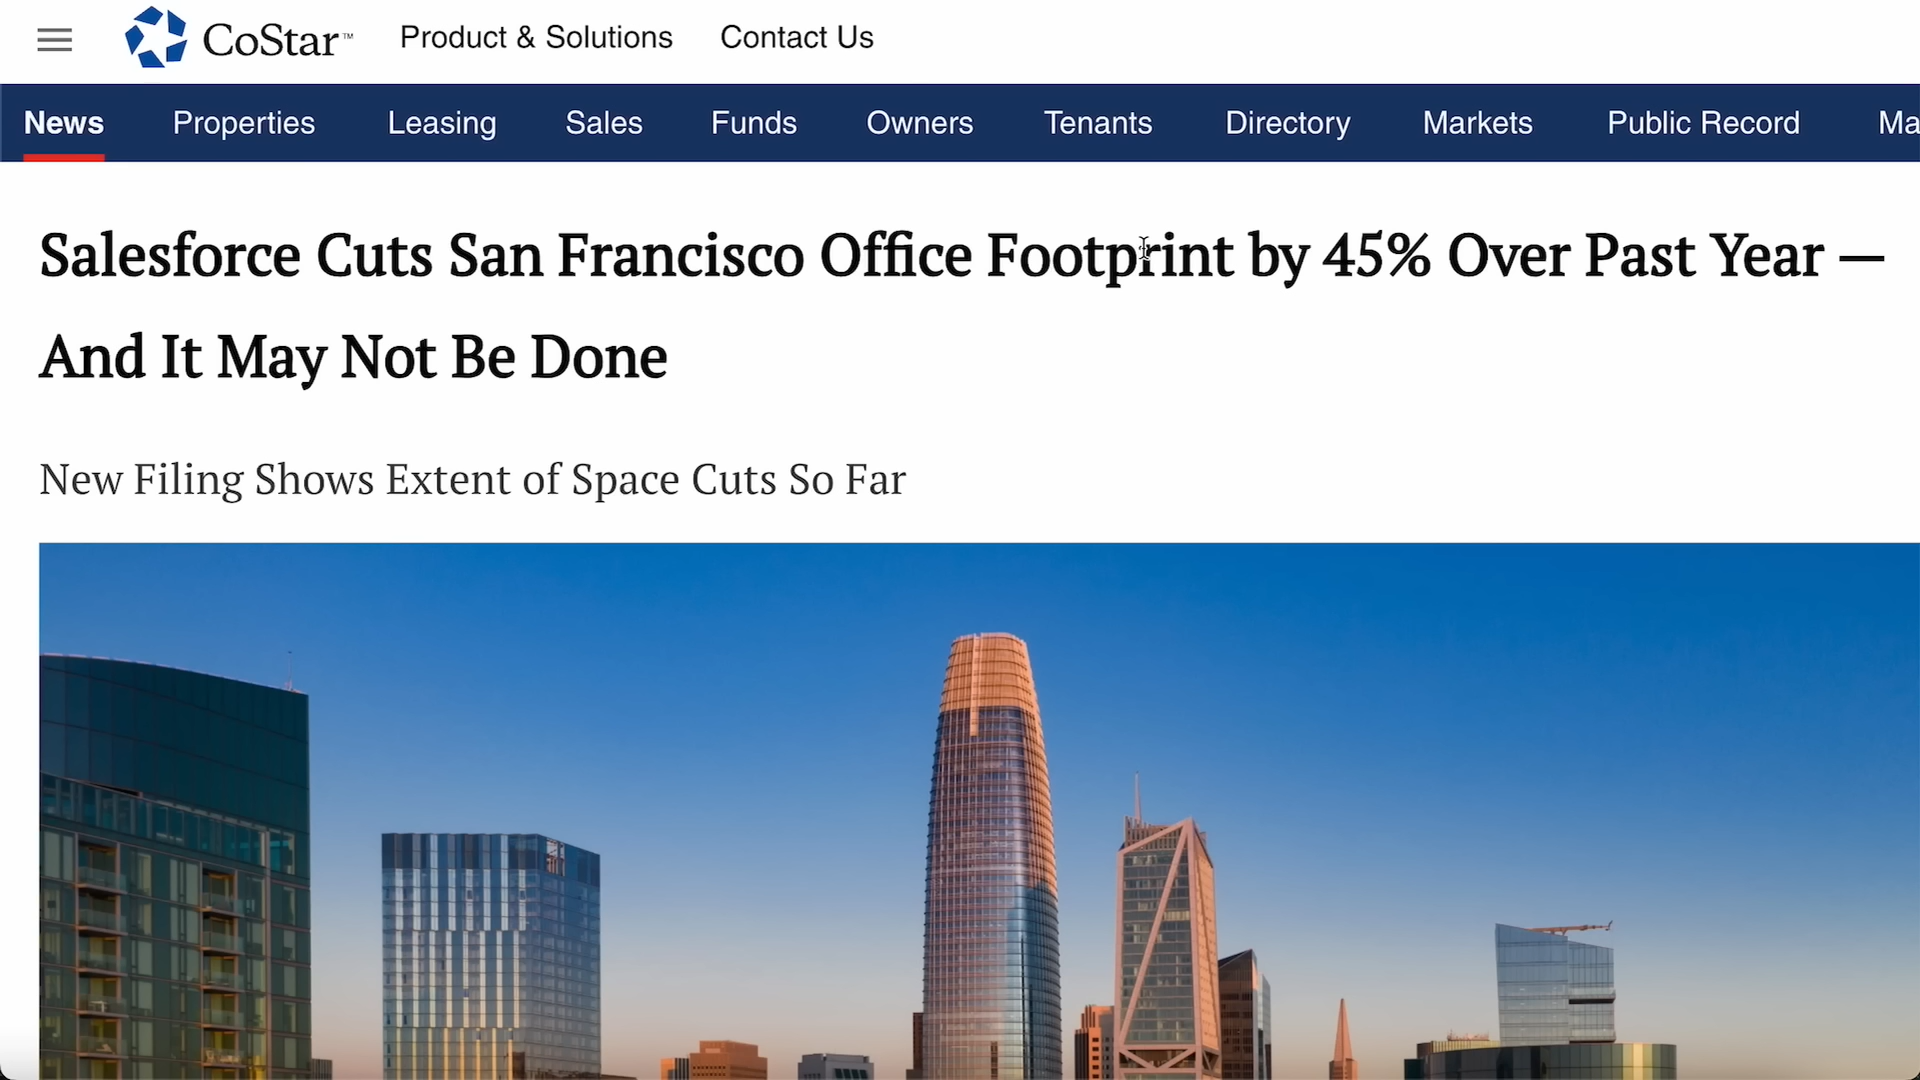 CoStar™ Product & Solutions Contact Us
News Properties Leasing Sales Funds Owners Tenants Directory Markets Public Record Ma
Salesforce Cuts San Francisco Office Footprint by 45% Over Past Year —
And It May Not Be Done
New Filing Shows Extent of Space Cuts So Far